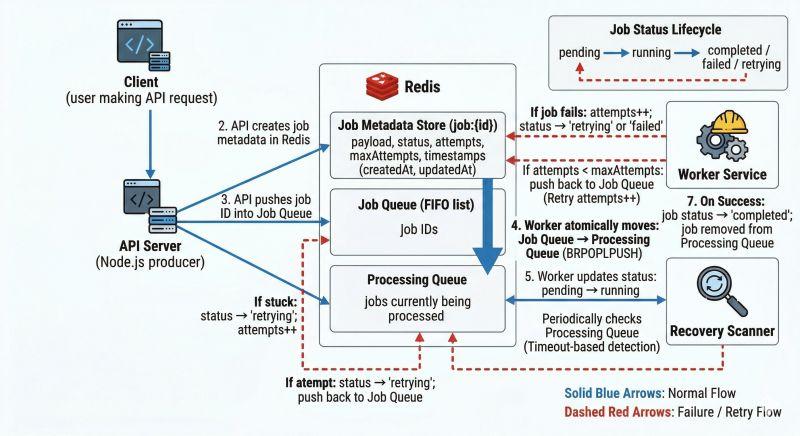 Job Status Lifecycle
pending
running
completed /
failed / retrying
Client
(user making API request)
Redis
2. API creates job
metadata in Redis
Job Metadata Store (job:{id})
payload, status, attempts,
maxAttempts, timestamps
(createdAt, updatedAt)
If job fails: attempts++;
status → 'retrying' or 'failed'
If attempts < maxAttempts:
push back to Job Queue
(Retry attempts++)
Worker Service
3. API pushes job
ID into Job Queue
Job Queue (FIFO list)
job IDs
7. On Success:
job status → 'completed';
job removed from
Processing Queue
4. Worker atomically moves:
Job Queue → Processing
Queue (BRPOPLPUSH)
API Server
(Node.js producer)
Processing Queue
jobs currently being
processed
5. Worker updates status:
pending → running
If stuck:
status → 'retrying';
attempts++
Periodically checks
Processing Queue
(Timeout-based detection)
Recovery Scanner
If atempt: status → 'retrying';
push back to Job Queue
Solid Blue Arrows: Normal Flow
Dashed Red Arrows: Failure / Retry Flow